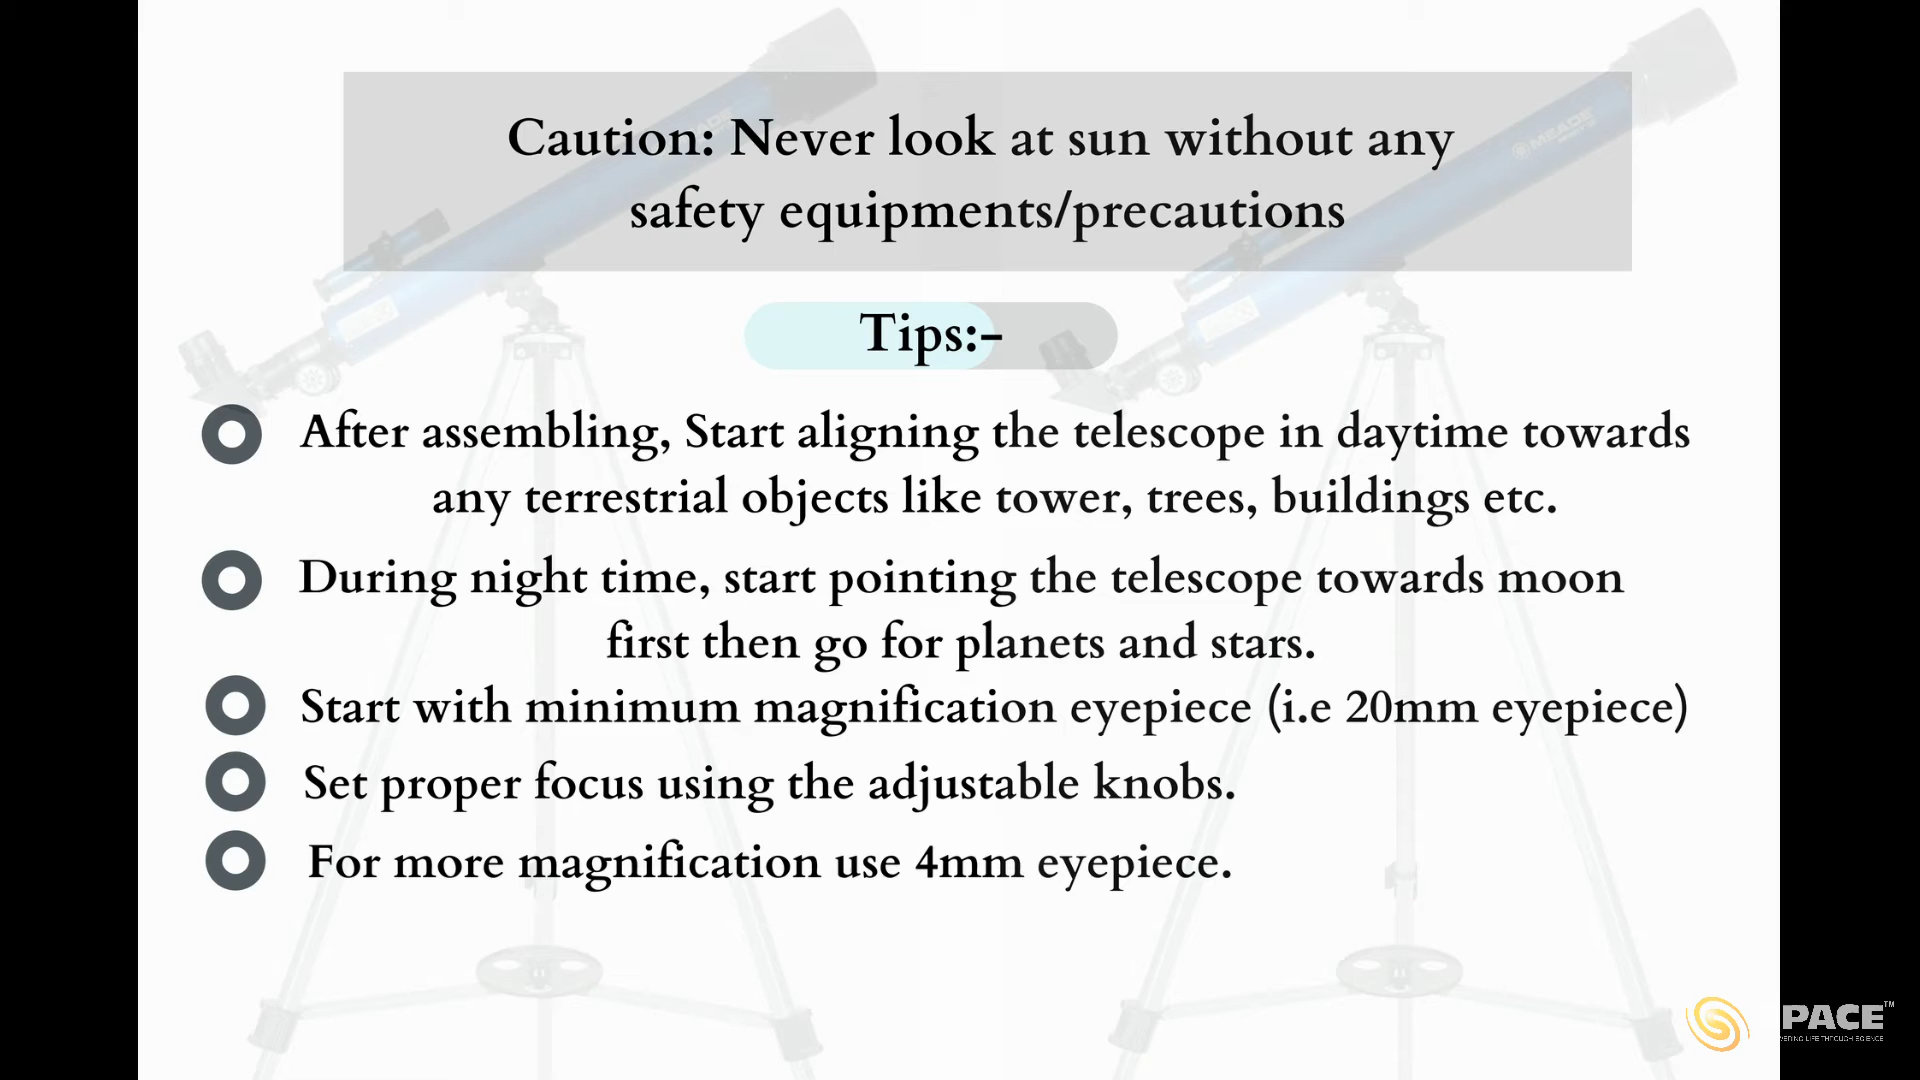 Caution: Never look at sun without any
safety equipments/precautions
Tips:-
After assembling, Start aligning the telescope in daytime towards
any terrestrial objects like tower, trees, buildings etc.
During night time, start pointing the telescope towards moon
first then go for planets and stars.
Start with minimum magnification eyepiece (i.e 20mm eyepiece)
Set proper focus using the adjustable knobs.
For more magnification use 4mm eyepiece.
MEADE
PACE™